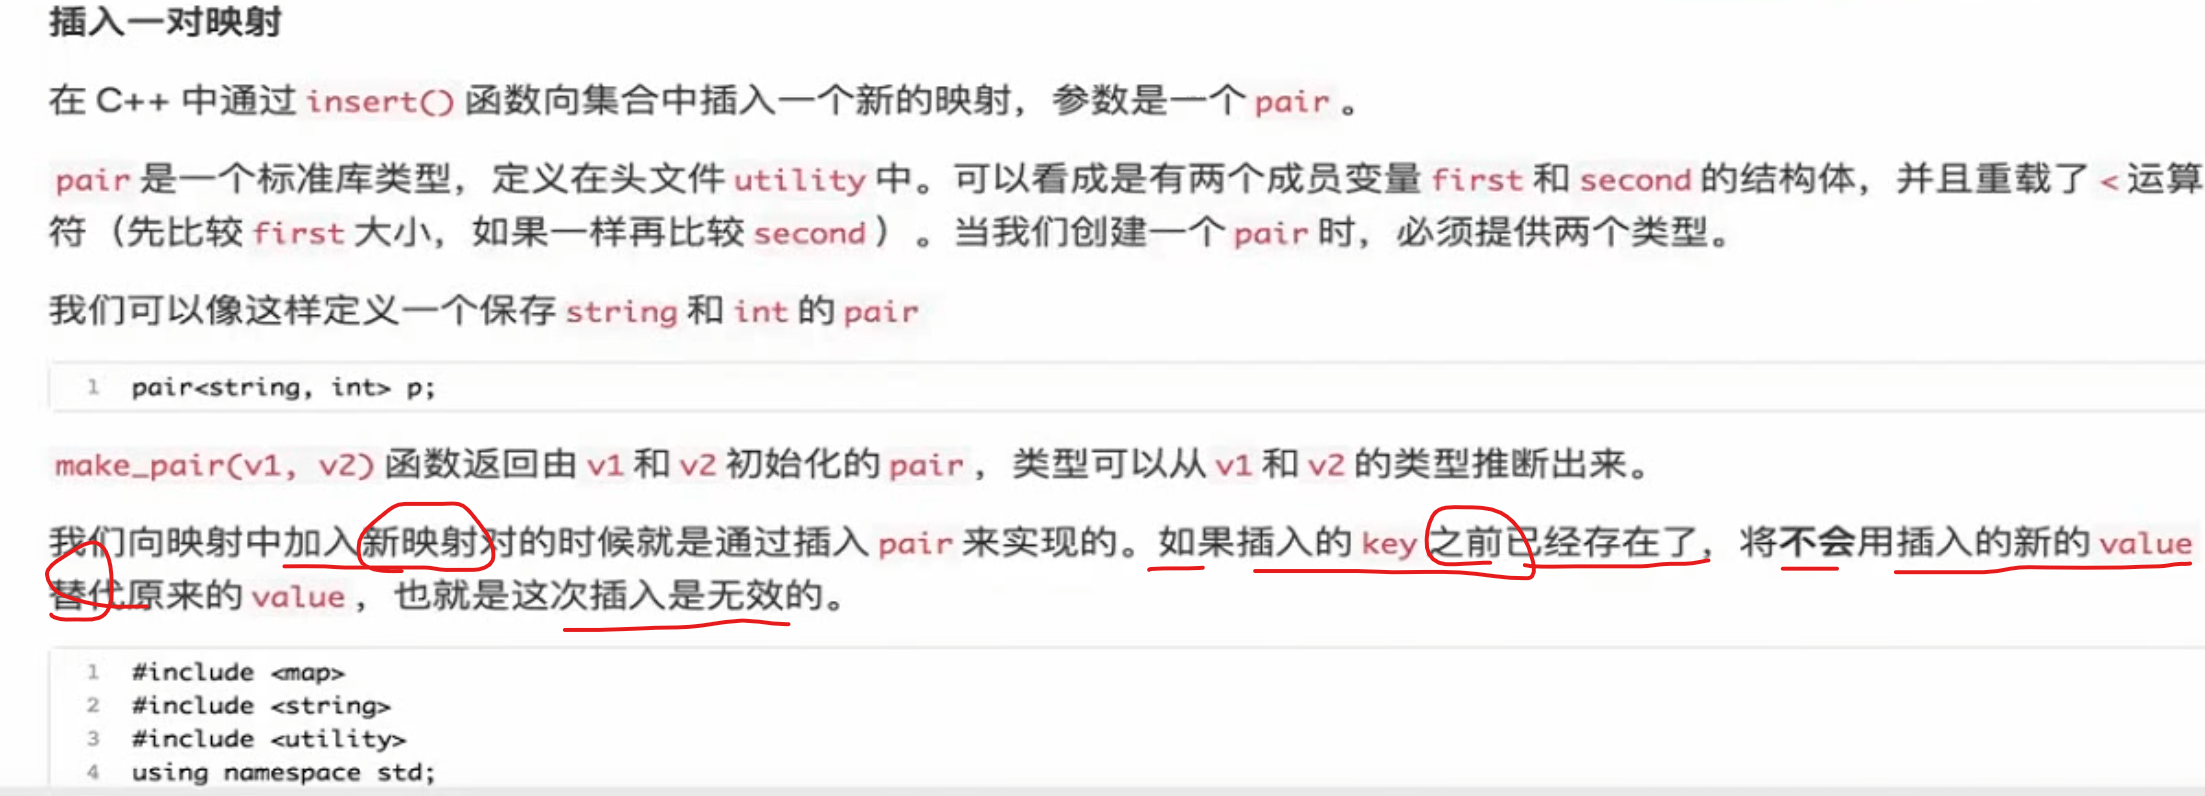 插入一对映射
在 C++ 中通过 insert() 函数向集合中插入一个新的映射，参数是一个 pair 。
pair 是一个标准库类型，定义在头文件 utility 中。可以看成是有两个成员变量 first 和 second 的结构体，并且重载了 < 运算
符（先比较 first 大小，如果一样再比较 second ）。当我们创建一个 pair 时，必须提供两个类型。
我们可以像这样定义一个保存 string 和 int 的 pair
1 pair<string, int> p;
make_pair(v1, v2) 函数返回由 v1 和 v2 初始化的 pair ，类型可以从 v1 和 v2 的类型推断出来。
我们向映射中加入新映射对的时候就是通过插入 pair 来实现的。如果插入的 key 之前已经存在了，将不会用插入的新的 value
替代原来的 value ，也就是这次插入是无效的。
1 #include <map>
2 #include <string>
3 #include <utility>
4 using namespace std;